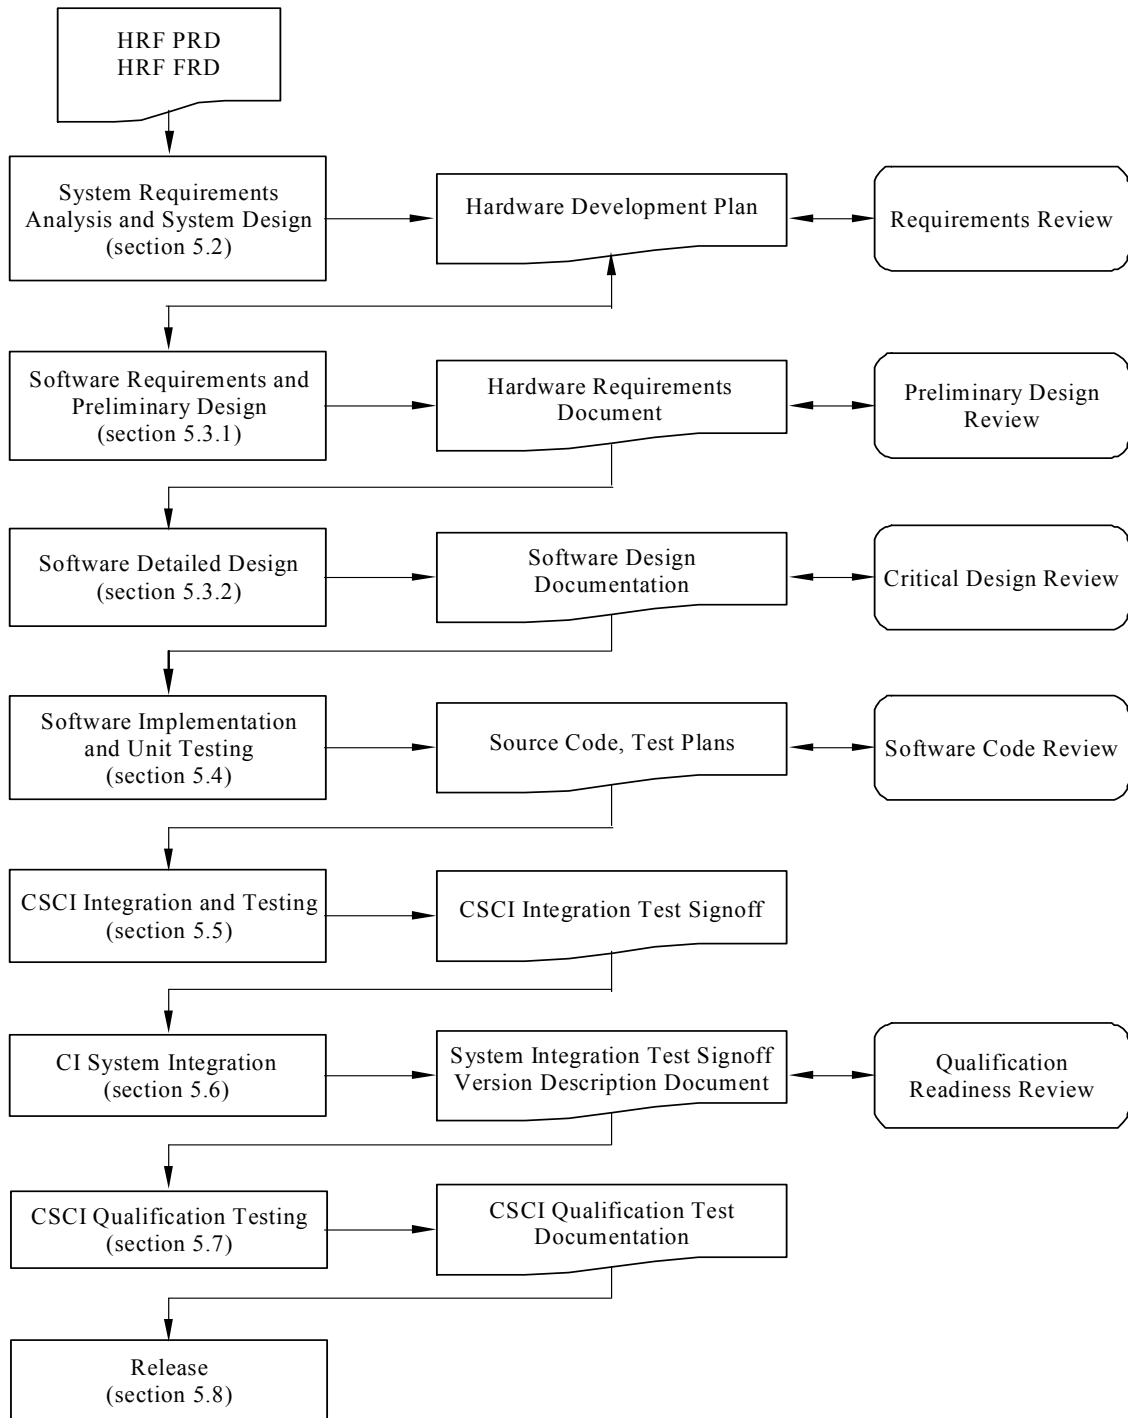 HRF PRD
HRF FRD
System Requirements
Analysis and System Design
(section 5.2)
Hardware Development Plan
Requirements Review
Software Requirements and
Preliminary Design
(section 5.3.1)
Hardware Requirements
Document
Preliminary Design
Review
Software Detailed Design
(section 5.3.2)
Software Design
Documentation
Critical Design Review
Software Implementation
and Unit Testing
(section 5.4)
Source Code, Test Plans
Software Code Review
CSCI Integration and Testing
(section 5.5)
CSCI Integration Test Signoff
CI System Integration
(section 5.6)
System Integration Test Signoff
Version Description Document
Qualification
Readiness Review
CSCI Qualification Testing
(section 5.7)
CSCI Qualification Test
Documentation
Release
(section 5.8)